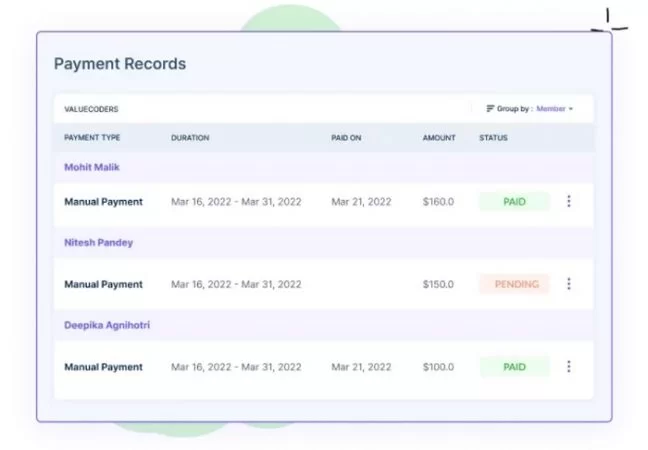 Payment Records
VALUECODERS Group by : Member
PAYMENT TYPE DURATION PAID ON AMOUNT STATUS
Mohit Malik
Manual Payment Mar 16, 2022 - Mar 31, 2022 Mar 21, 2022 $160.0 PAID
Nitesh Pandey
Manual Payment Mar 16, 2022 - Mar 31, 2022 $150.0 PENDING
Deepika Agnihotri
Manual Payment Mar 16, 2022 - Mar 31, 2022 Mar 21, 2022 $100.0 PAID